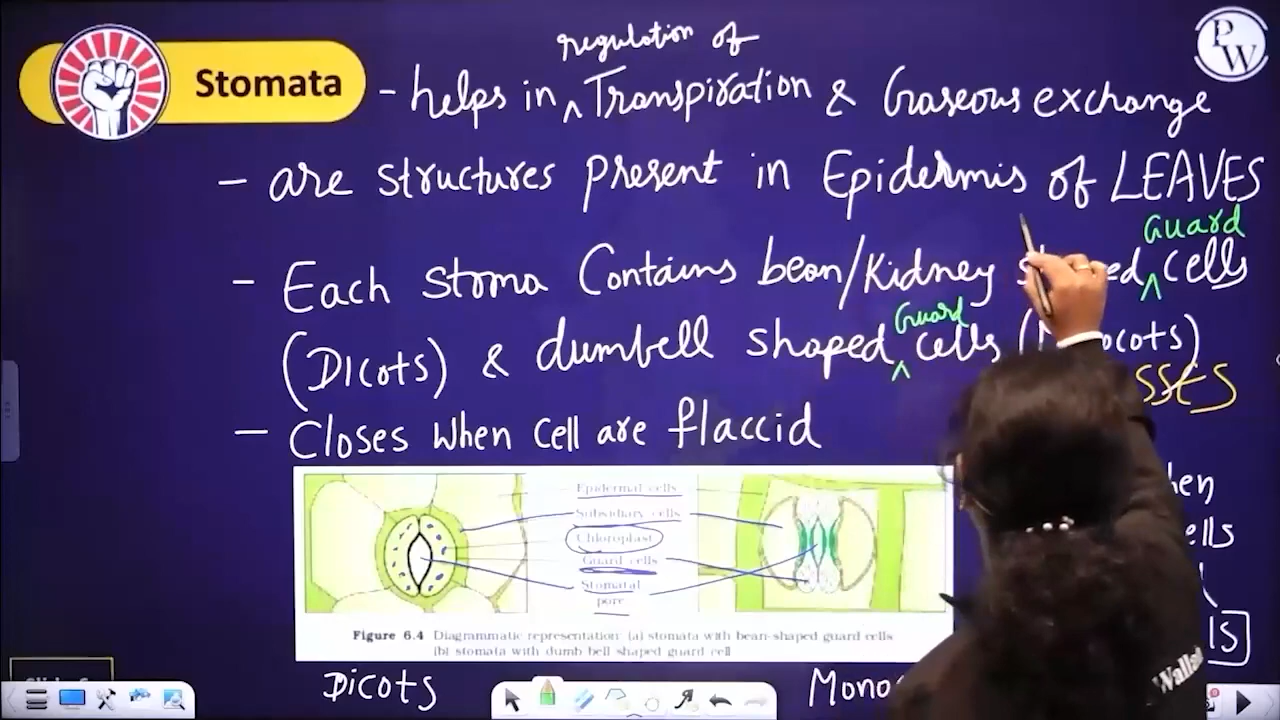 regulation of
Stomata - helps in ^ Transpiration & Gaseous exchange
PW
- are structures present in Epidermis of LEAVES
Guard
- Each stoma Contains bean/Kidney shaped ^ cells
Guard
(Dicots) & dumbell shaped ^ cells (Monocots)
- Closes when cell are flaccid
Epidermal cells
Subsidiary cells
Chloroplast
Guard cells
Stomatal
pore
Figure 6.4 Diagrammatic representation: (a) stomata with bean-shaped guard cells
(b) stomata with dumb-bell shaped guard cell
Dicots